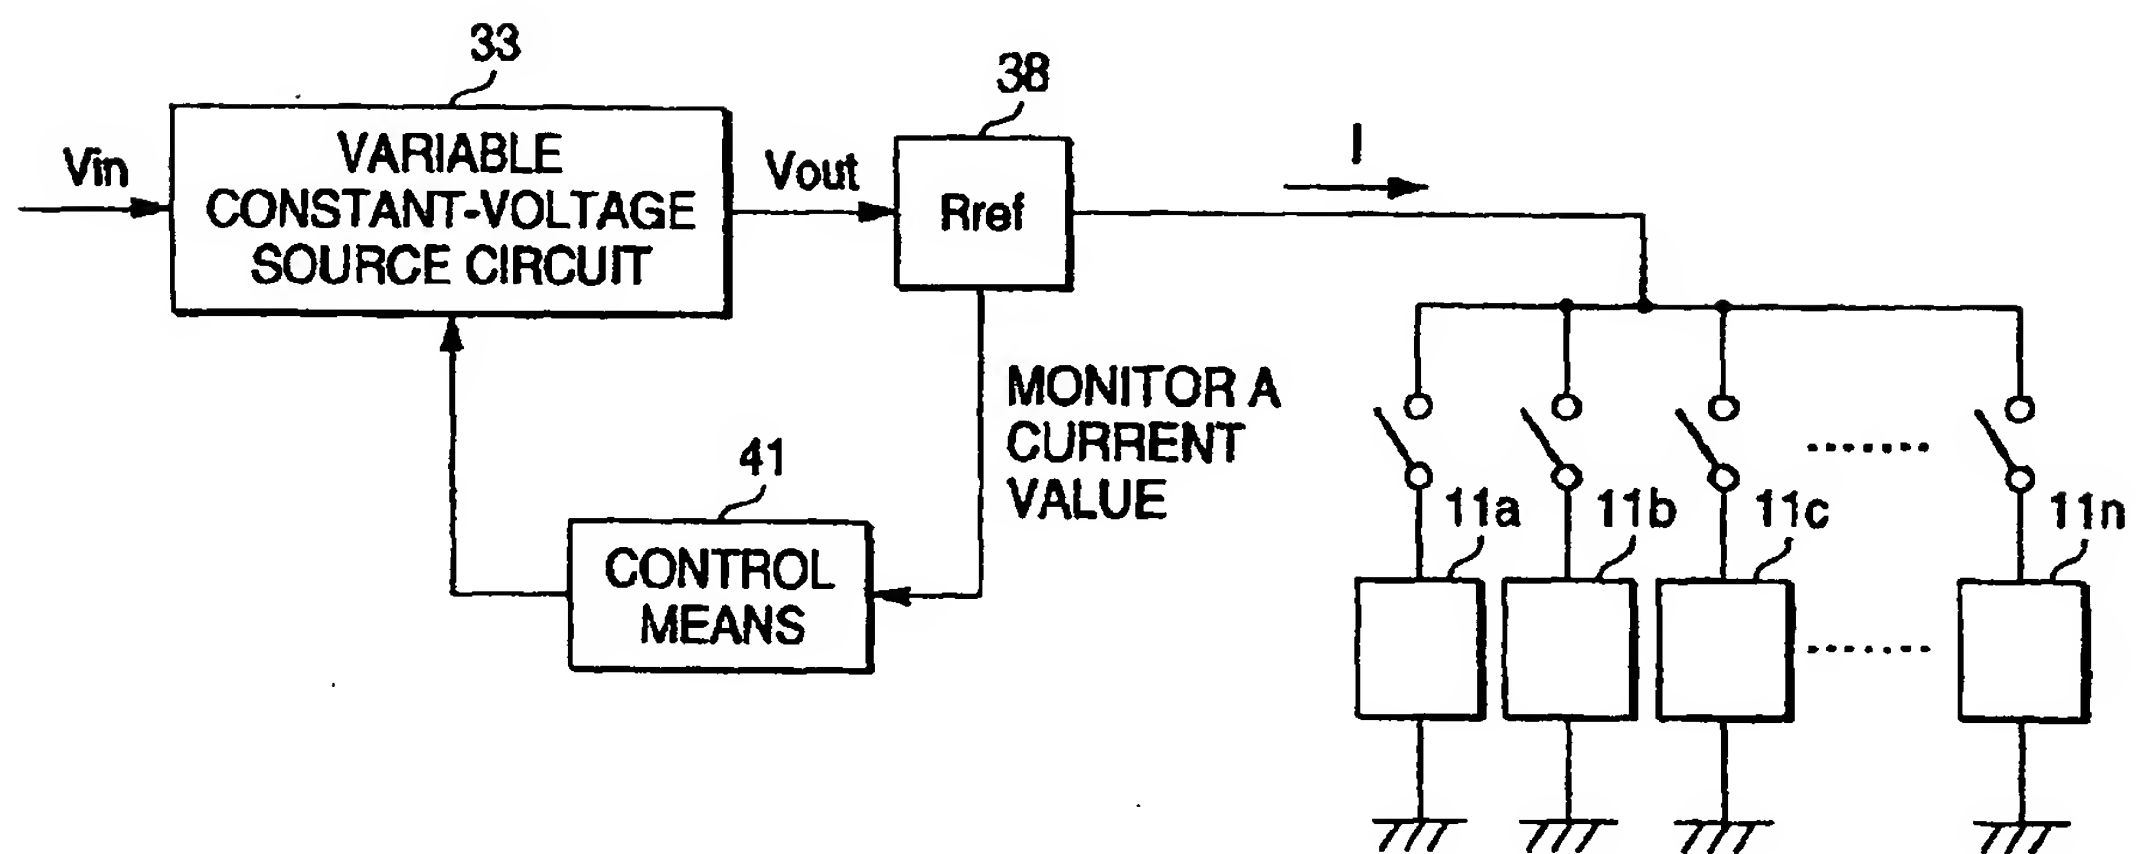 33
38
Vin
VARIABLE
CONSTANT-VOLTAGE
SOURCE CIRCUIT
Vout
Rref
I
MONITOR A
CURRENT
VALUE
41
CONTROL
MEANS
11a
11b
11c
11n